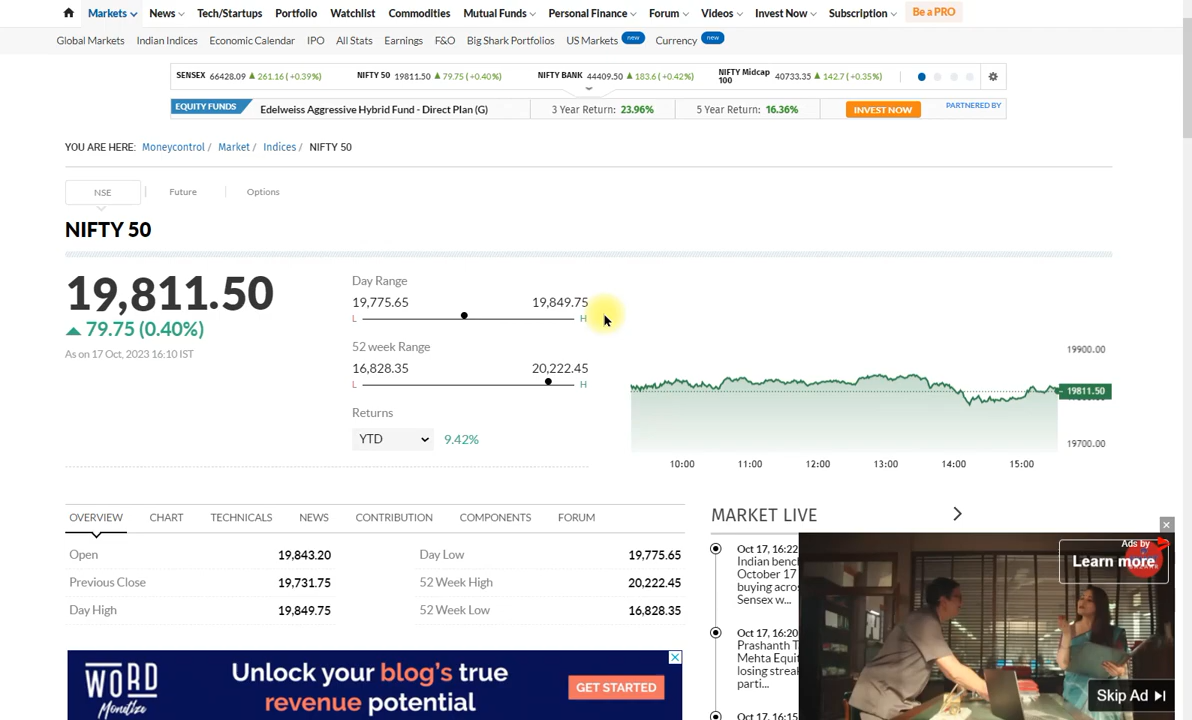 Markets News Tech/Startups Portfolio Watchlist Commodities Mutual Funds Personal Finance Forum Videos Invest Now Subscription Be a PRO
Global Markets Indian Indices Economic Calendar IPO All Stats Earnings F&O Big Shark Portfolios US Markets new Currency new
SENSEX 66428.09 ▲ 261.16 ( +0.39%) NIFTY 50 19811.50 ▲ 79.75 ( +0.40%) NIFTY BANK 44409.50 ▲ 183.6 ( +0.42%) NIFTY Midcap 100 40733.35 ▲ 142.7 ( +0.35%)
EQUITY FUNDS Edelweiss Aggressive Hybrid Fund - Direct Plan (G) 3 Year Return: 23.96% 5 Year Return: 16.36% INVEST NOW PARTNERED BY
YOU ARE HERE: Moneycontrol / Market / Indices / NIFTY 50
NSE Future Options
NIFTY 50
19,811.50
▲ 79.75 (0.40%)
As on 17 Oct, 2023 16:10 IST
Day Range
19,775.65 19,849.75
L H
52 week Range
16,828.35 20,222.45
L H
Returns
YTD 9.42%
19900.00
19811.50
19700.00
10:00 11:00 12:00 13:00 14:00 15:00
OVERVIEW CHART TECHNICALS NEWS CONTRIBUTION COMPONENTS FORUM
Open 19,843.20 Day Low 19,775.65
Previous Close 19,731.75 52 Week High 20,222.45
Day High 19,849.75 52 Week Low 16,828.35
MARKET LIVE
Oct 17, 16:22
Indian bench
October 17
buying acros
Sensex w...
Oct 17, 16:20
Prashanth T
Mehta Equit
losing streak
parti...
Oct 17, 16:15
Ads by
Learn more
Skip Ad
WORD Monetize
Unlock your blog's true
revenue potential
GET STARTED